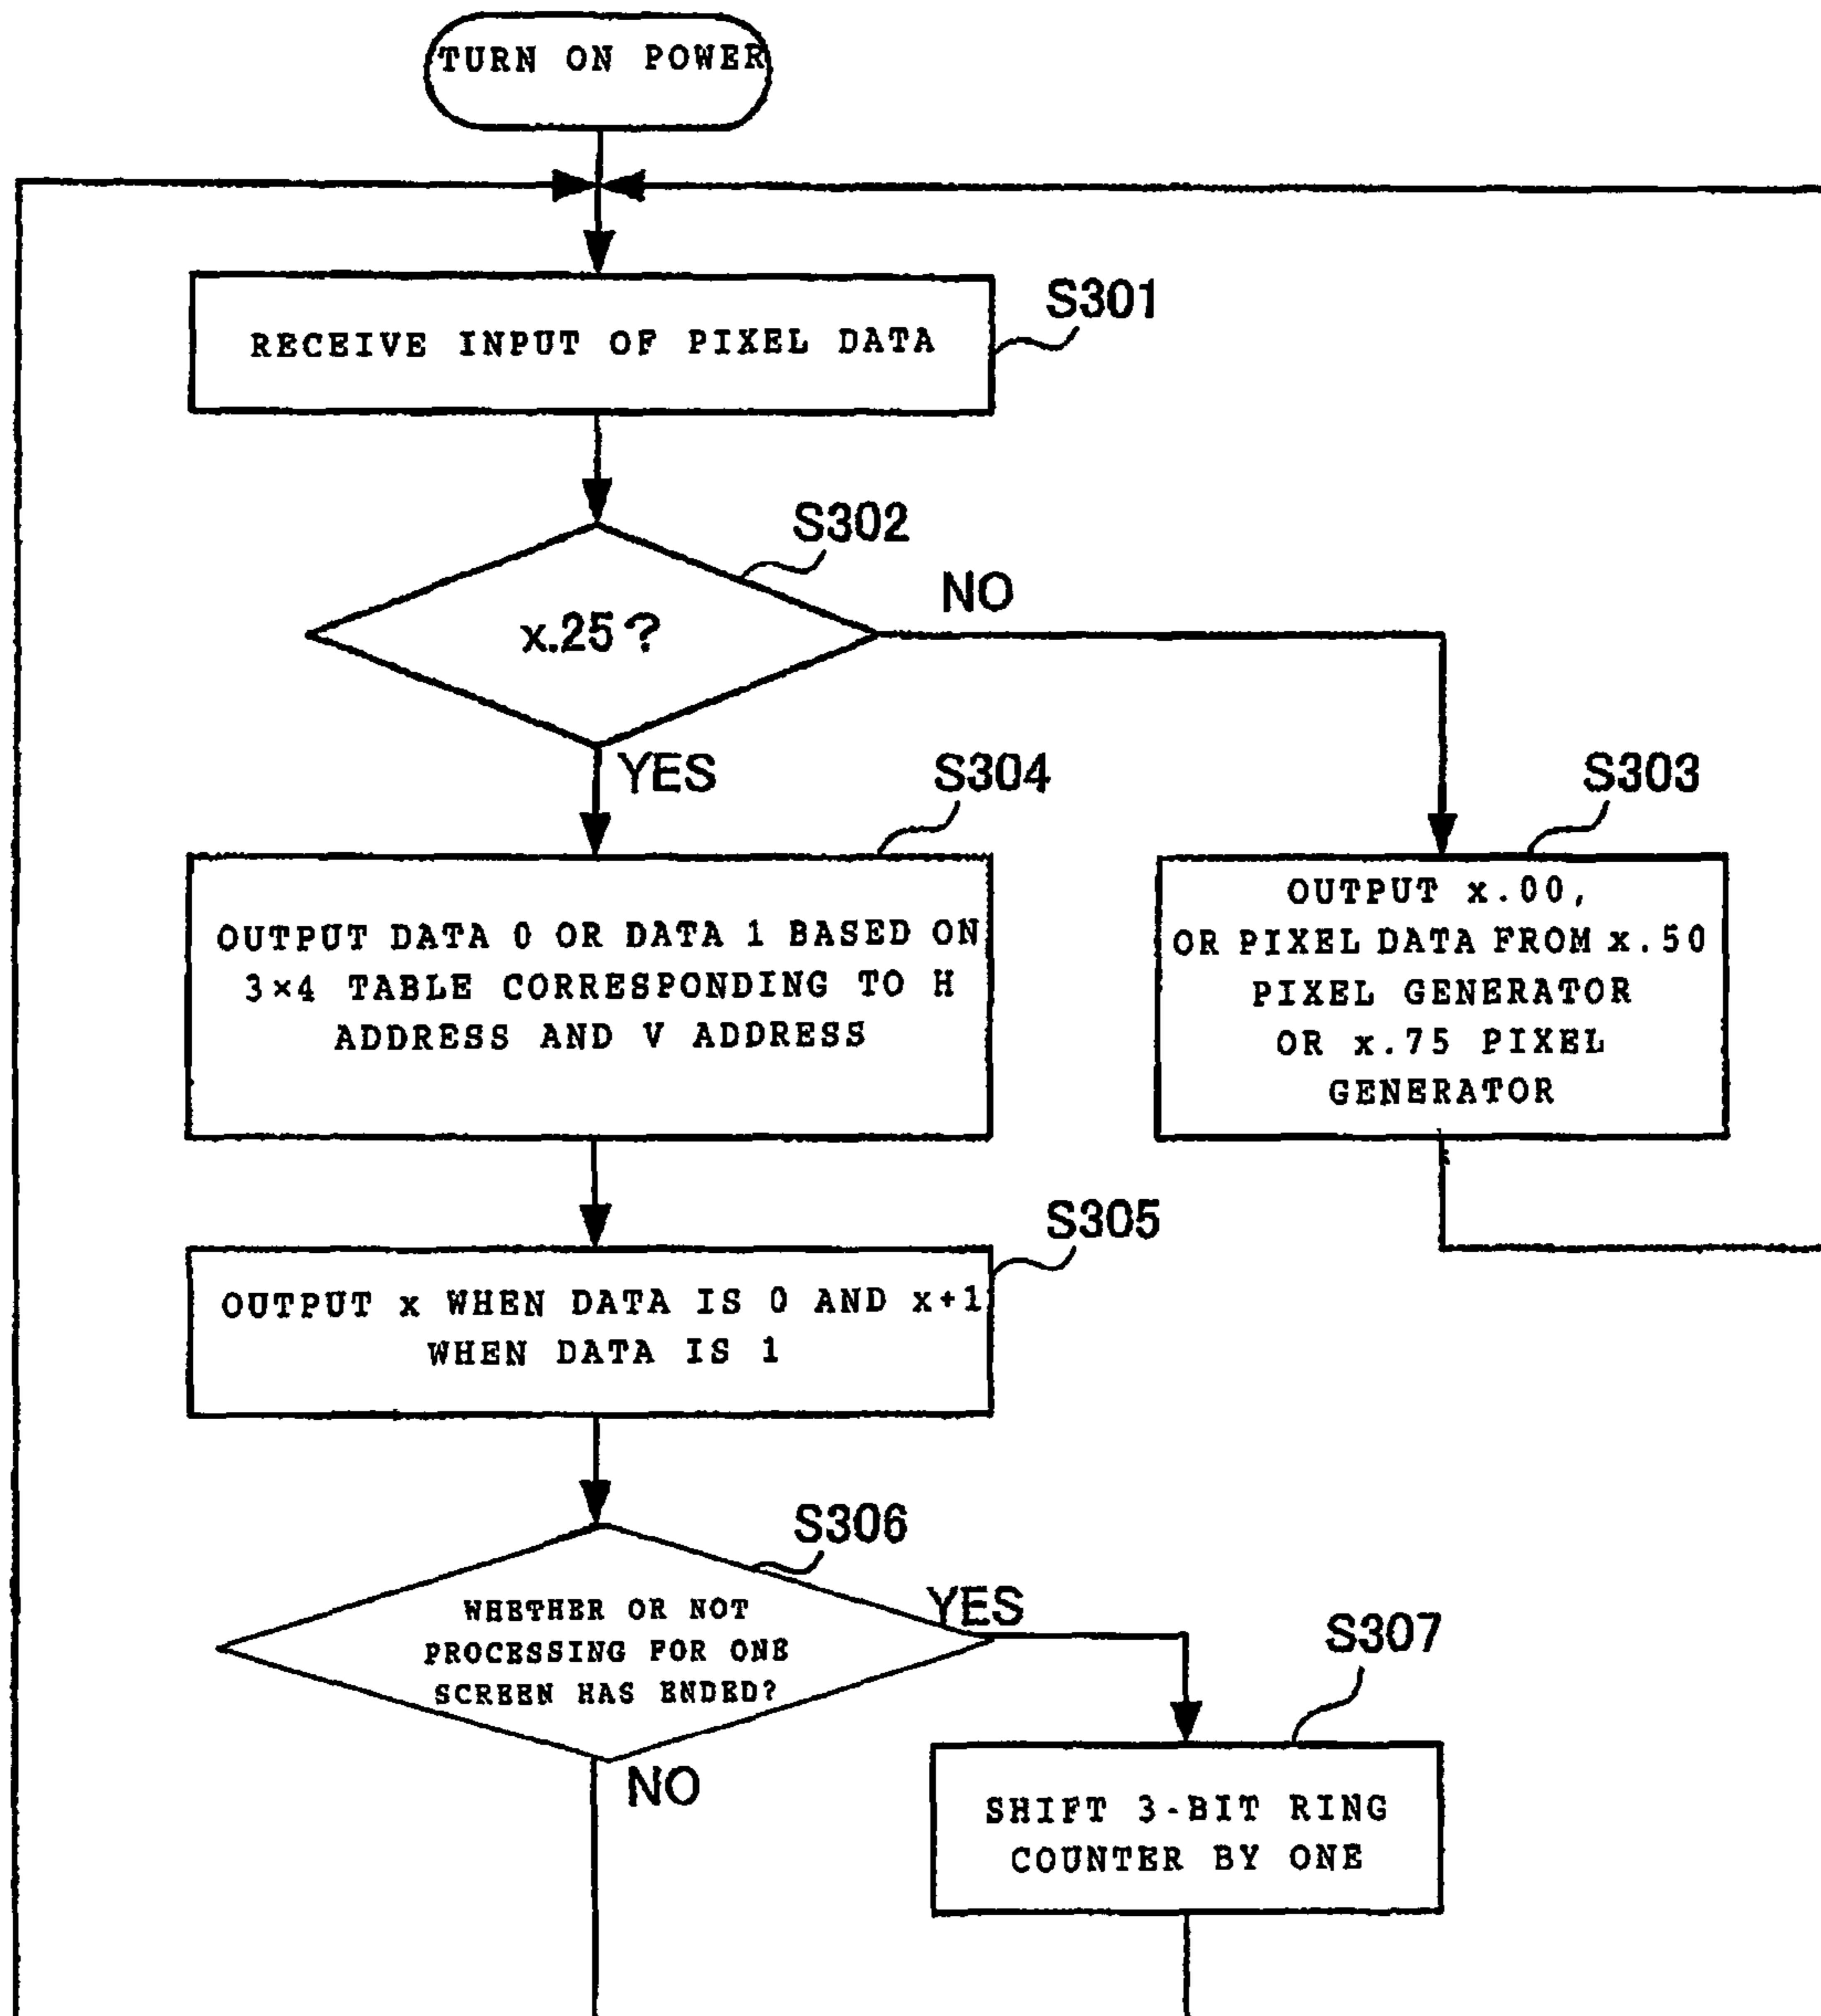 TURN ON POWER
S301
RECEIVE INPUT OF PIXEL DATA
S302
x.25?
NO
YES
S304
OUTPUT DATA 0 OR DATA 1 BASED ON
3×4 TABLE CORRESPONDING TO H
ADDRESS AND V ADDRESS
S303
OUTPUT x.00,
OR PIXEL DATA FROM x.50
PIXEL GENERATOR
OR x.75 PIXEL
GENERATOR
S305
OUTPUT x WHEN DATA IS 0 AND x+1
WHEN DATA IS 1
S306
WHETHER OR NOT
PROCESSING FOR ONE
SCREEN HAS ENDED?
YES
NO
S307
SHIFT 3-BIT RING
COUNTER BY ONE